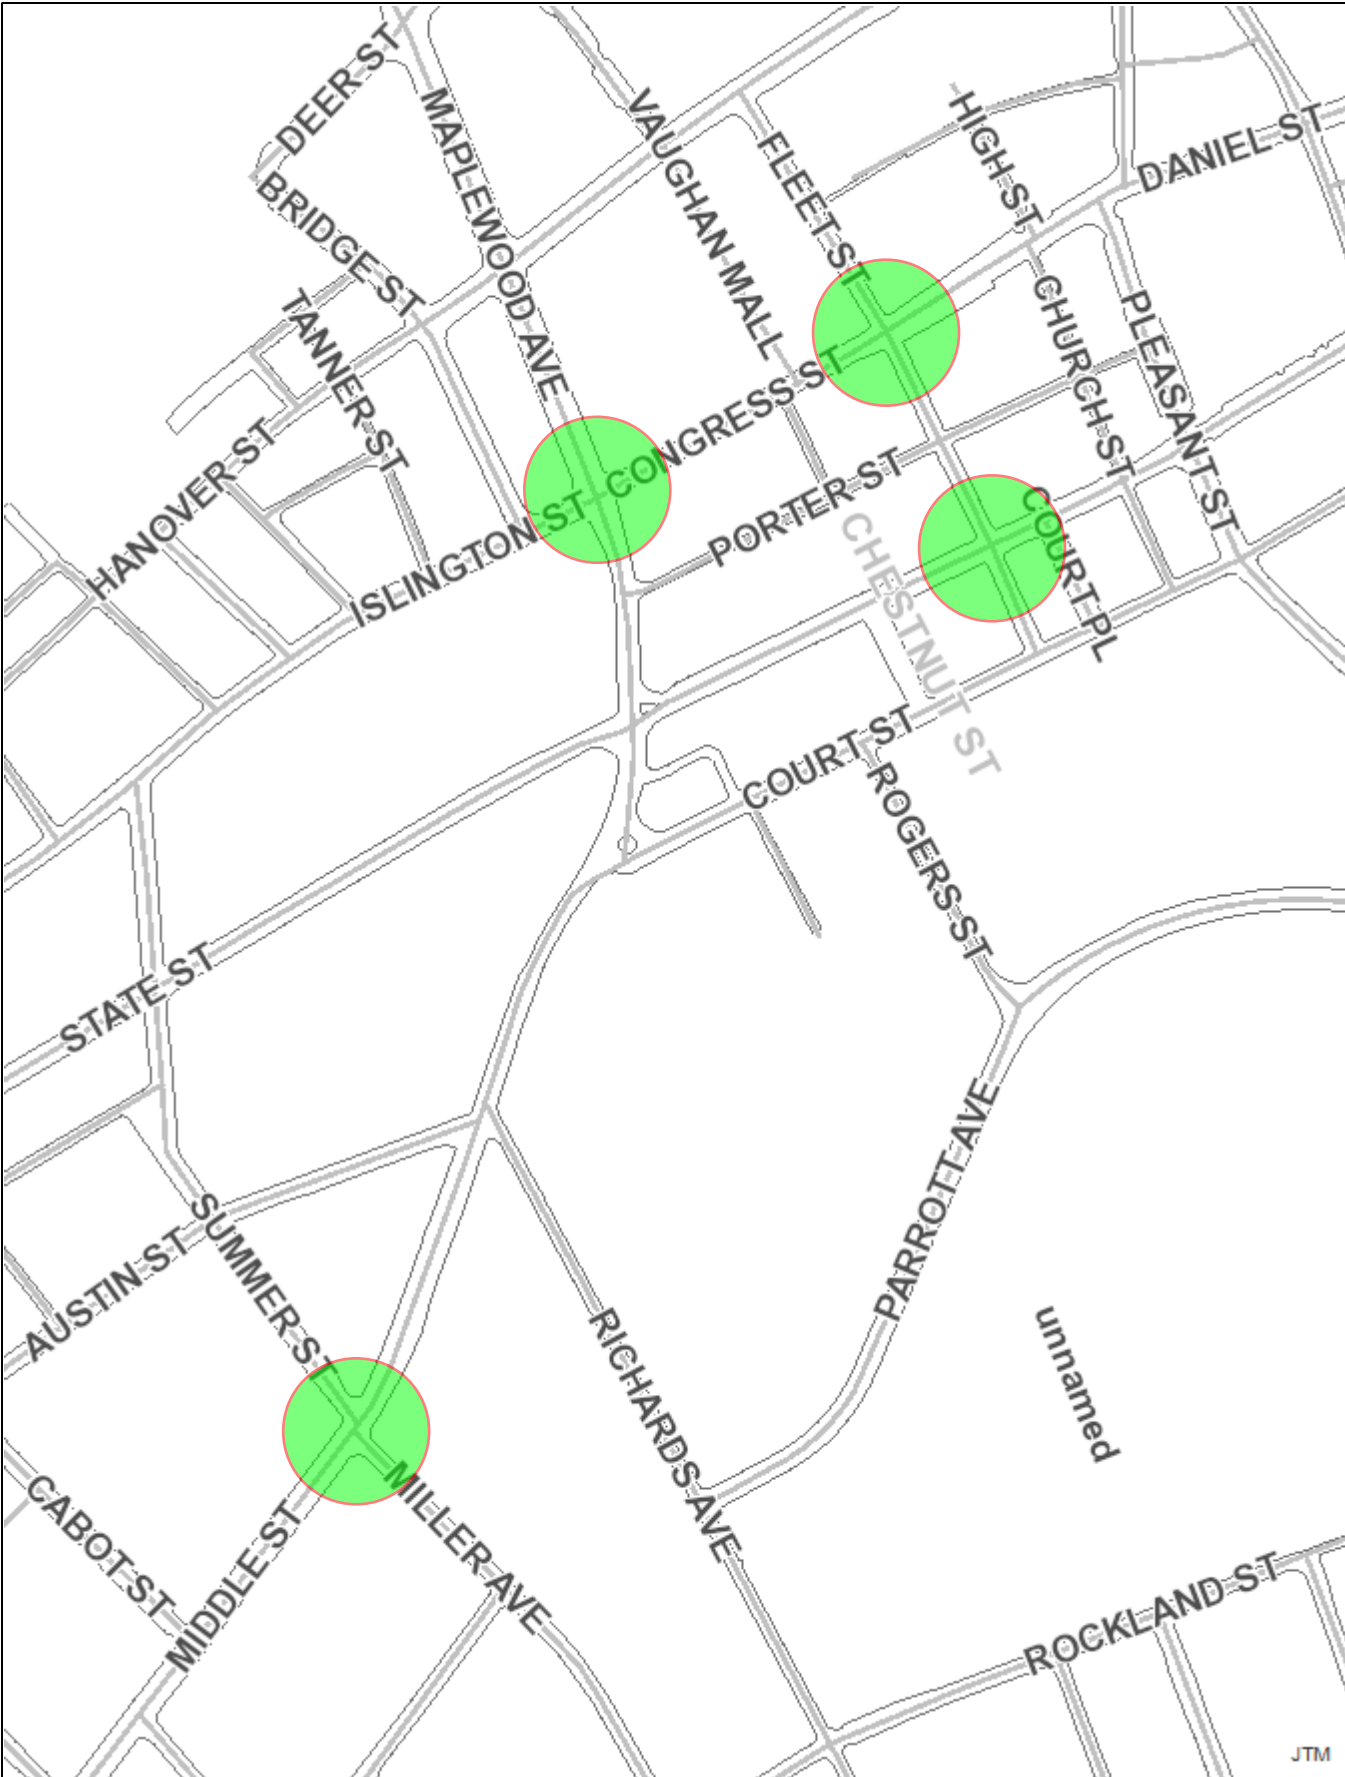 DEER ST
MAPLEWOOD AVE
VAUGHAN MALL
FLEET ST
HIGH ST
DANIEL ST
BRIDGE ST
TANNER ST
CHURCH ST
PLEASANT ST
CONGRESS ST
HANOVER ST
ISLINGTON ST
PORTER ST
COURT PL
CHESTNUT ST
COURT ST
ROGERS ST
STATE ST
PARROTT AVE
SUMMER ST
AUSTIN ST
RICHARDS AVE
unnamed
CABOT ST
MIDDLE ST
MILLER AVE
ROCKLAND ST
JTM